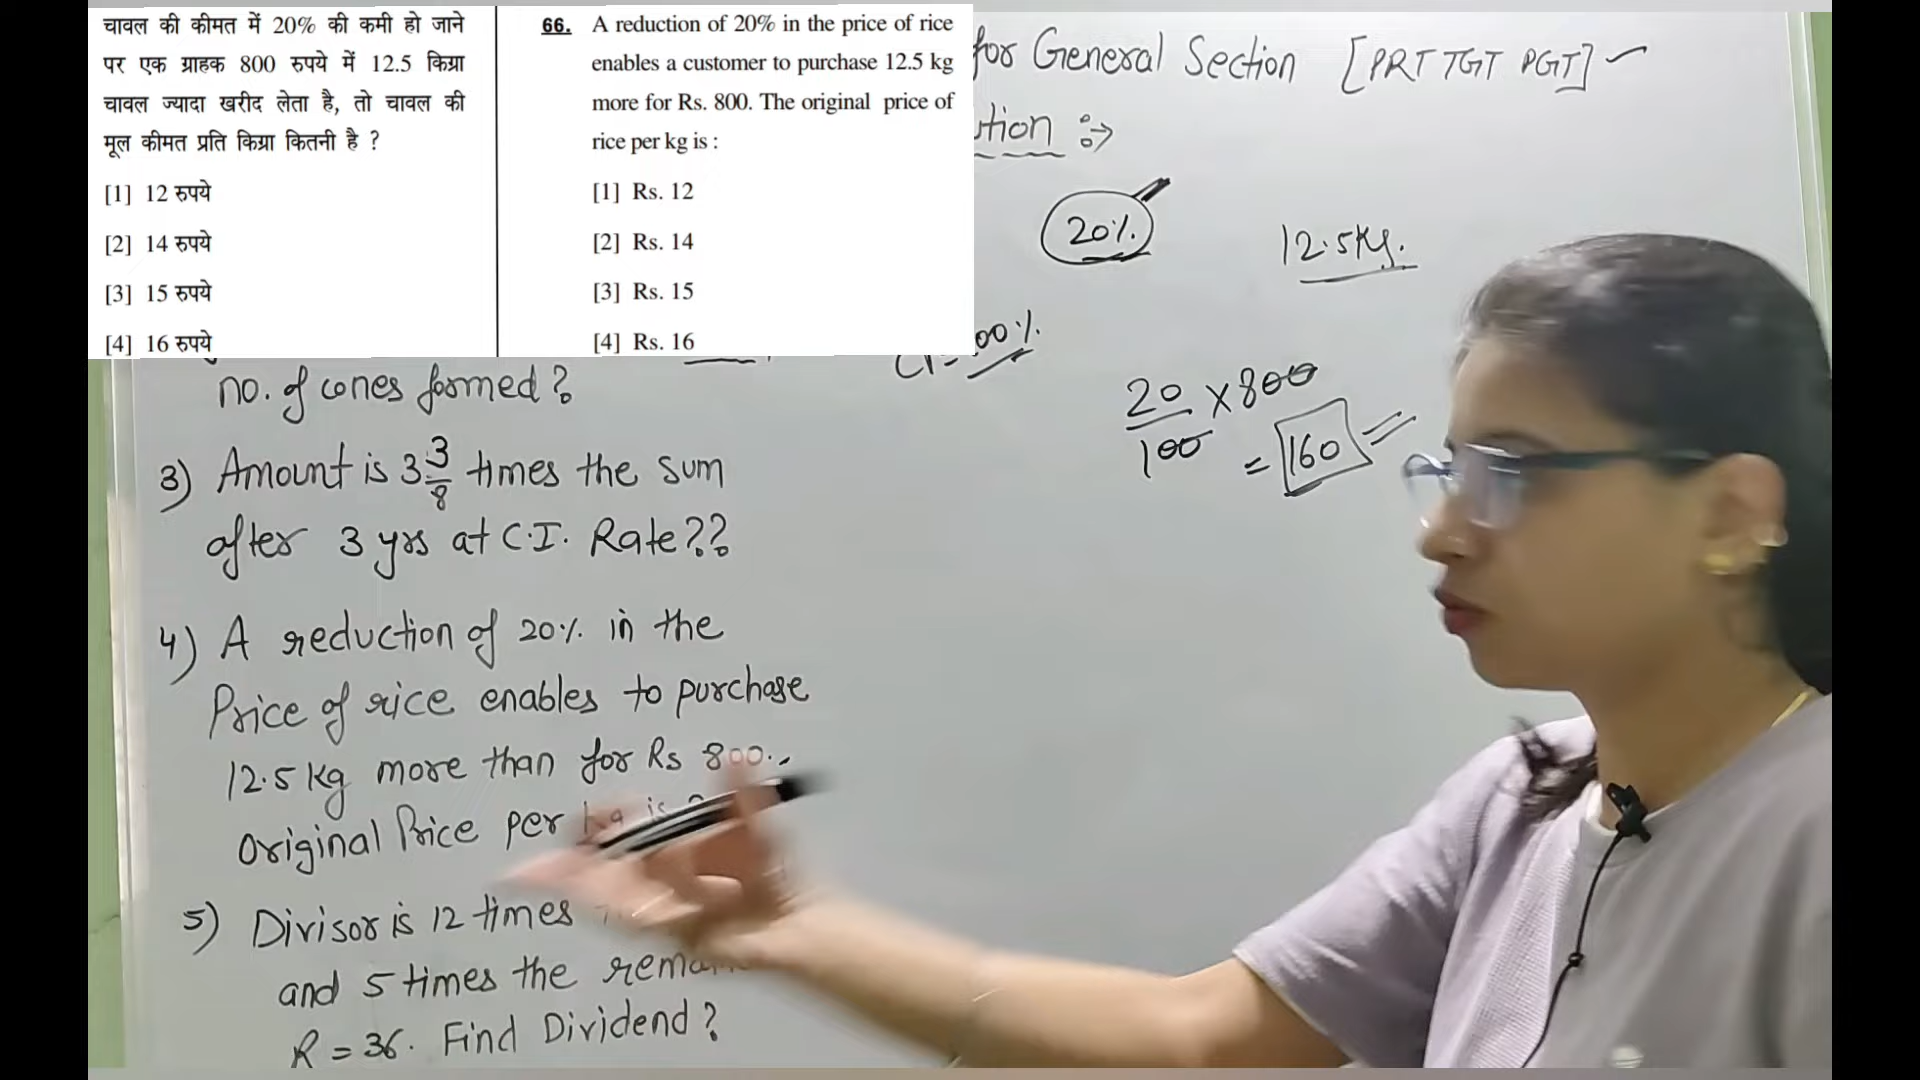 चावल की कीमत में 20% की कमी हो जाने
पर एक ग्राहक 800 रुपये में 12.5 किग्रा
चावल ज्यादा खरीद लेता है, तो चावल की
मूल कीमत प्रति किग्रा कितनी है ?
[1] 12 रुपये
[2] 14 रुपये
[3] 15 रुपये
[4] 16 रुपये
66. A reduction of 20% in the price of rice
enables a customer to purchase 12.5 kg
more for Rs. 800. The original price of
rice per kg is :
[1] Rs. 12
[2] Rs. 14
[3] Rs. 15
[4] Rs. 16
for General Section [PRT TGT PGT]
20%.
12.5Kg.
20/100 × 800
= 160
no. of cones formed?
3) Amount is 3 3/8 times the sum
after 3 yrs at C.I. Rate??
4) A reduction of 20% in the
Price of rice enables to purchase
12.5 kg more than for Rs 800.
Original Price per kg is
5) Divisor is 12 times
and 5 times the
R = 36. Find Dividend?